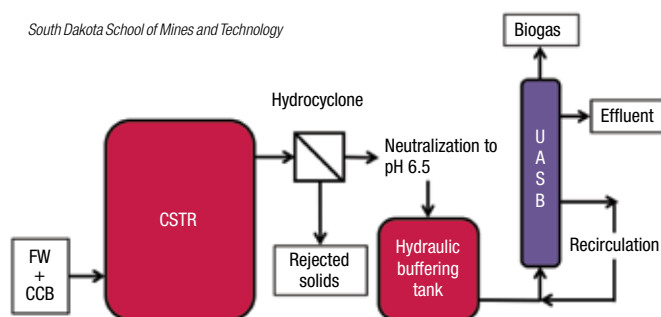 South Dakota School of Mines and Technology
Biogas
Hydrocyclone
Effluent
Neutralization to
pH 6.5
U
A
S
B
CSTR
FW
+
CCB
Rejected
solids
Hydraulic
buffering
tank
Recirculation